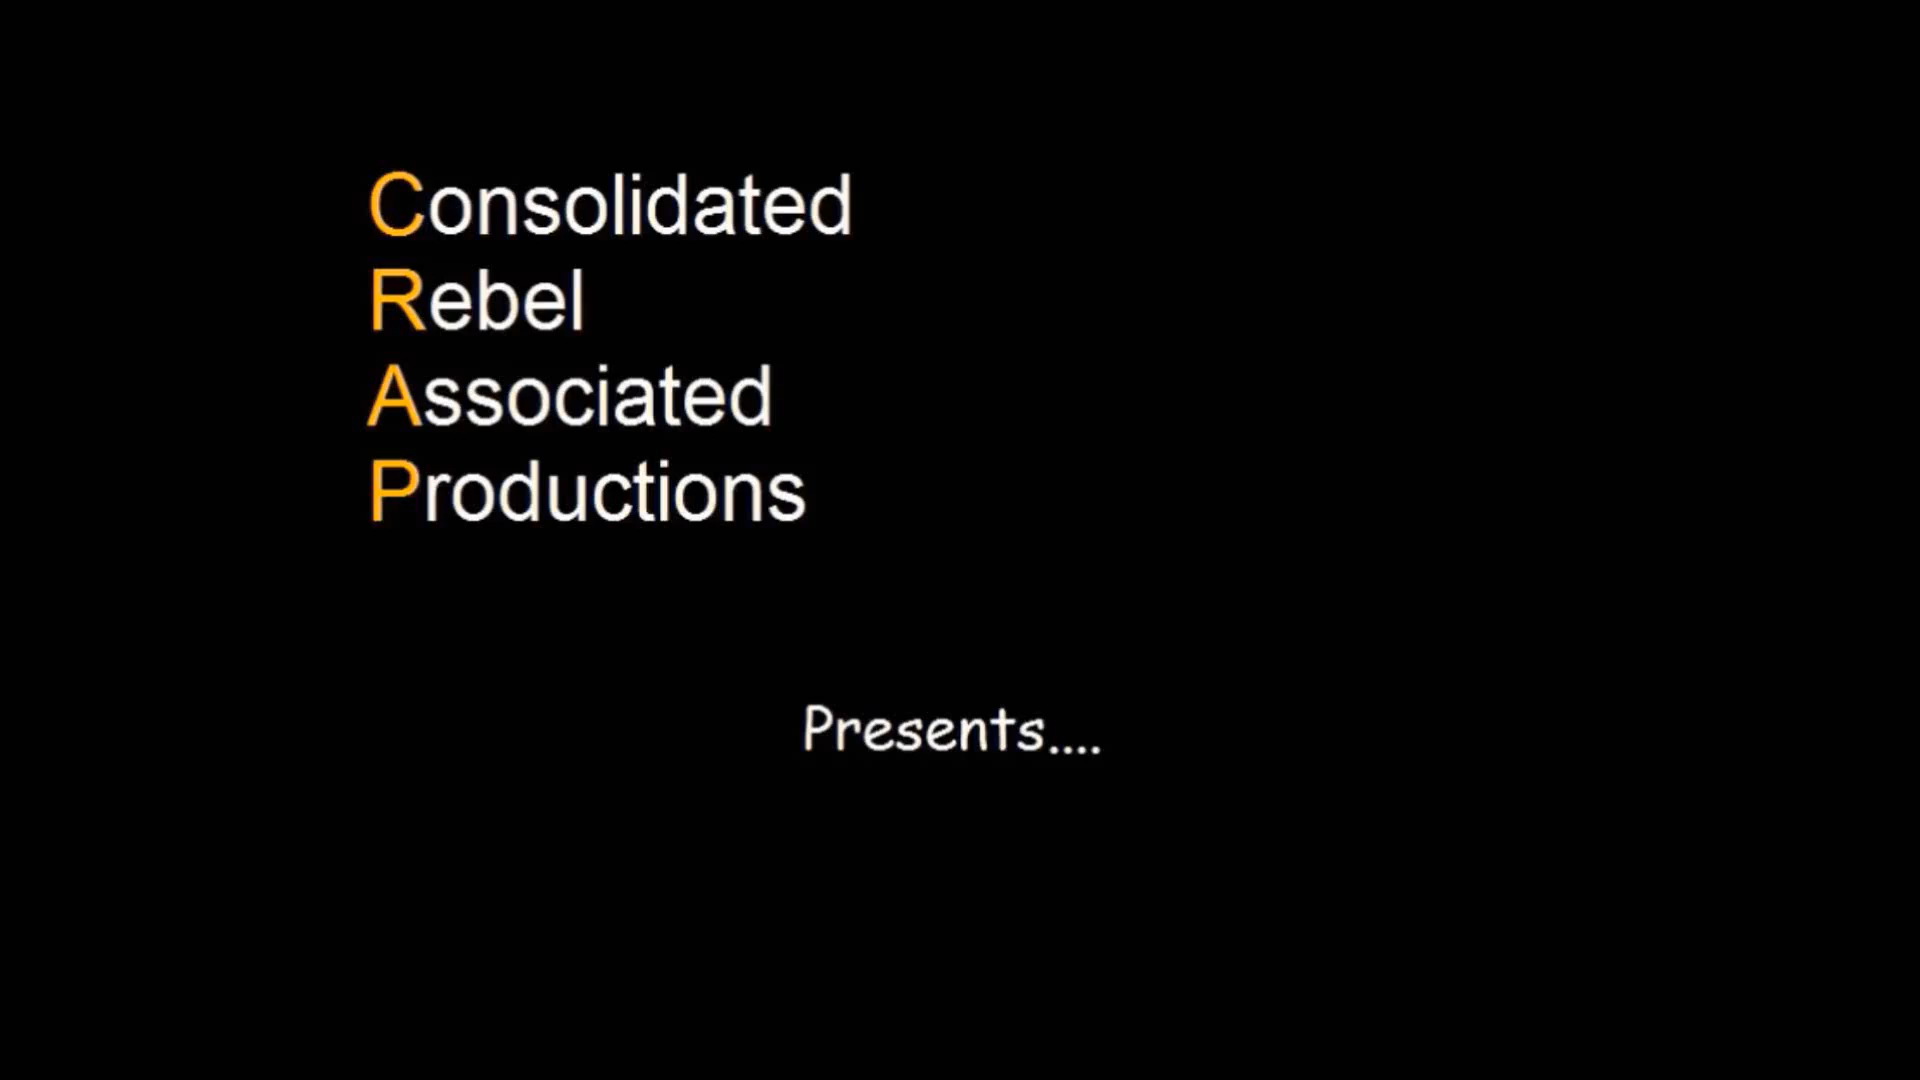 Consolidated
Rebel
Associated
Productions
Presents....